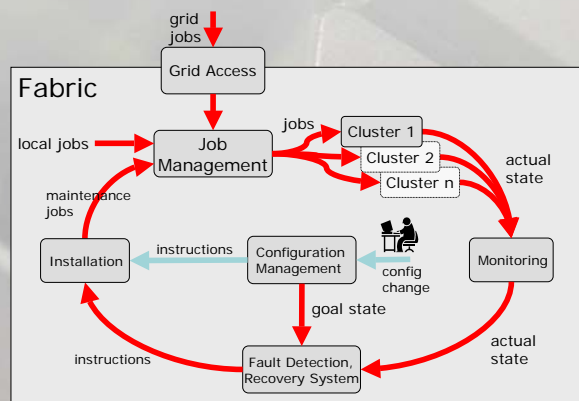 grid
jobs
Grid Access
Fabric
local jobs
Job
Management
jobs
Cluster 1
Cluster 2
Cluster n
actual
state
maintenance
jobs
Installation
instructions
Configuration
Management
config
change
Monitoring
goal state
instructions
Fault Detection,
Recovery System
actual
state